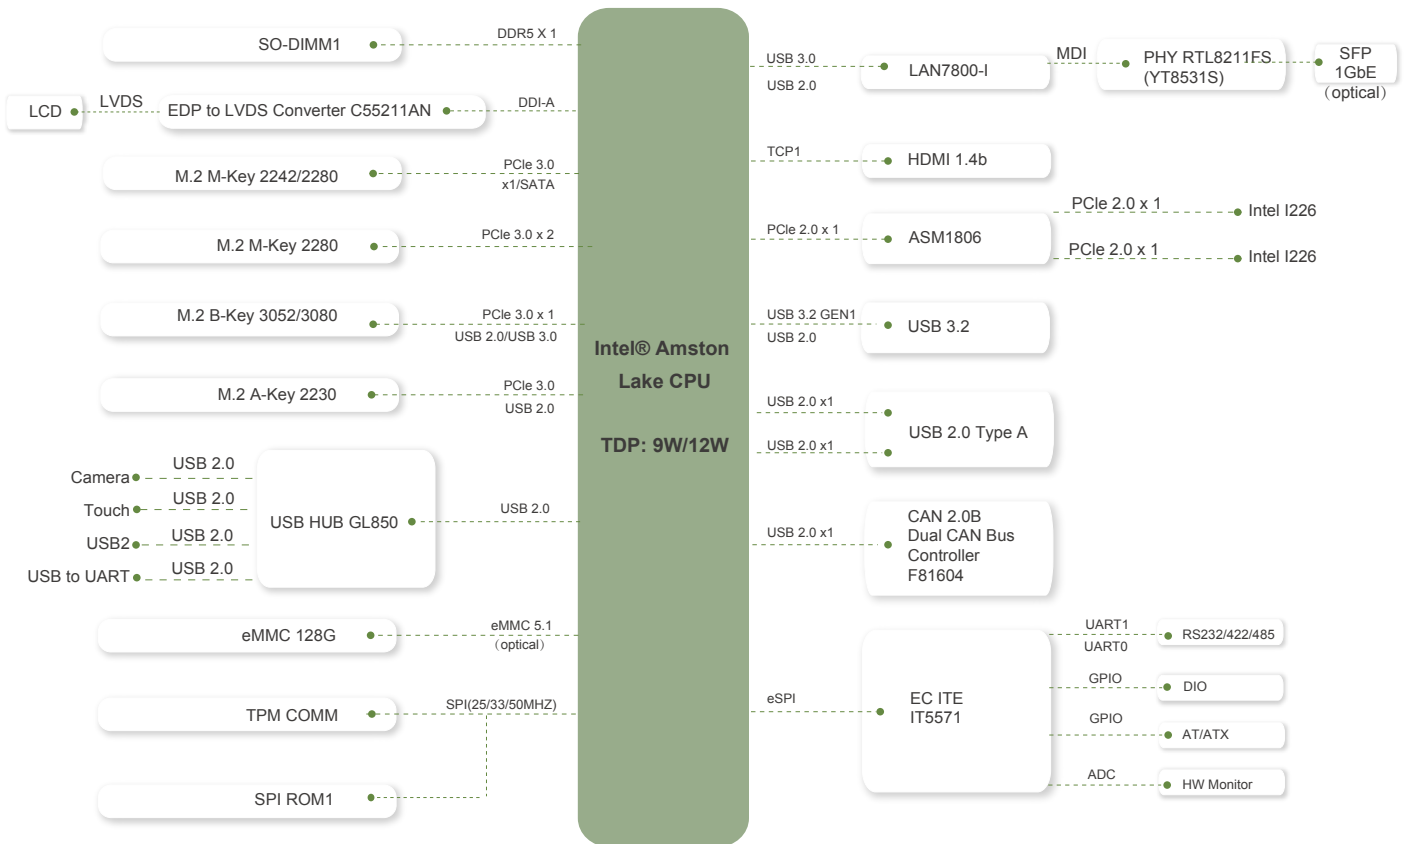 SO-DIMM1
DDR5 X 1
LCD
LVDS
EDP to LVDS Converter C55211AN
DDI-A
M.2 M-Key 2242/2280
PCIe 3.0
x1/SATA
M.2 M-Key 2280
PCIe 3.0 x 2
M.2 B-Key 3052/3080
PCIe 3.0 x 1
USB 2.0/USB 3.0
M.2 A-Key 2230
PCIe 3.0
USB 2.0
Camera
USB 2.0
Touch
USB 2.0
USB2
USB 2.0
USB to UART
USB 2.0
USB HUB GL850
USB 2.0
eMMC 128G
eMMC 5.1
(optical)
TPM COMM
SPI(25/33/50MHZ)
SPI ROM1
Intel® Amston
Lake CPU
TDP: 9W/12W
USB 3.0
USB 2.0
LAN7800-I
MDI
PHY RTL8211FS
(YT8531S)
SFP
1GbE
(optical)
TCP1
HDMI 1.4b
PCIe 2.0 x 1
ASM1806
PCIe 2.0 x 1
Intel I226
PCIe 2.0 x 1
Intel I226
USB 3.2 GEN1
USB 2.0
USB 3.2
USB 2.0 x1
USB 2.0 x1
USB 2.0 Type A
USB 2.0 x1
CAN 2.0B
Dual CAN Bus
Controller
F81604
eSPI
EC ITE
IT5571
UART1
UART0
RS232/422/485
GPIO
DIO
GPIO
AT/ATX
ADC
HW Monitor